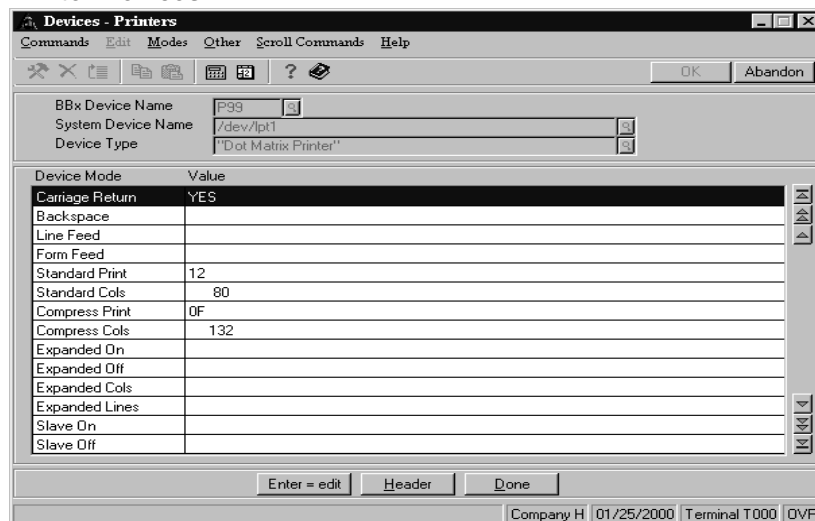 Devices - Printers
Commands Edit Modes Other Scroll Commands Help
OK Abandon
BBx Device Name P99
System Device Name /dev/lpt1
Device Type "Dot Matrix Printer"
Device Mode Value
Carriage Return YES
Backspace
Line Feed
Form Feed
Standard Print 12
Standard Cols 80
Compress Print 0F
Compress Cols 132
Expanded On
Expanded Off
Expanded Cols
Expanded Lines
Slave On
Slave Off
Enter = edit Header Done
Company H 01/25/2000 Terminal T000 OVR